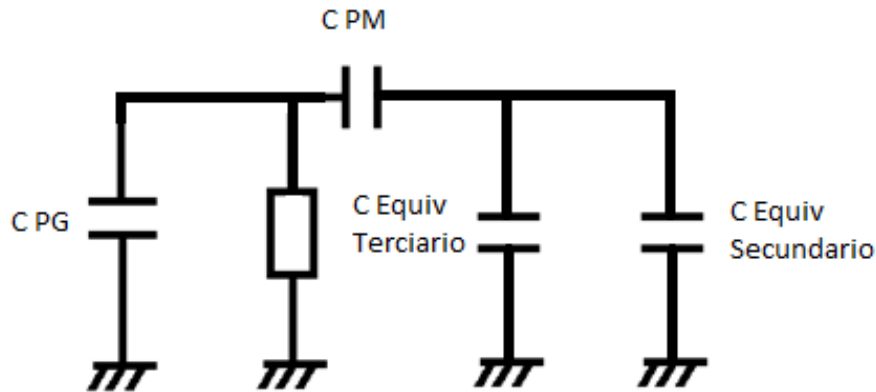 C PM
C PG
C Equiv
Terciario
C Equiv
Secundario